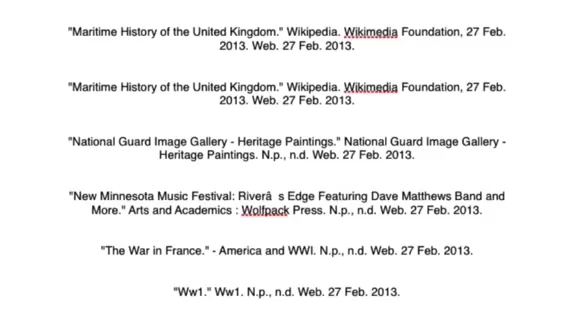 "Maritime History of the United Kingdom." Wikipedia. Wikimedia Foundation, 27 Feb.
2013. Web. 27 Feb. 2013.
"Maritime History of the United Kingdom." Wikipedia. Wikimedia Foundation, 27 Feb.
2013. Web. 27 Feb. 2013.
"National Guard Image Gallery - Heritage Paintings." National Guard Image Gallery -
Heritage Paintings. N.p., n.d. Web. 27 Feb. 2013.
"New Minnesota Music Festival: Riverâ s Edge Featuring Dave Matthews Band and
More." Arts and Academics : Wolfpack Press. N.p., n.d. Web. 27 Feb. 2013.
"The War in France." - America and WWI. N.p., n.d. Web. 27 Feb. 2013.
"Ww1." Ww1. N.p., n.d. Web. 27 Feb. 2013.